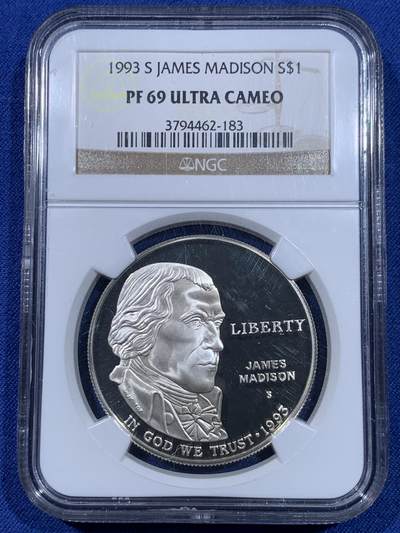 1993 S JAMES MADISON S$1
PF 69 ULTRA CAMEO
3794462-183
NGC
LIBERTY
JAMES
MADISON
S
IN GOD WE TRUST · 1993